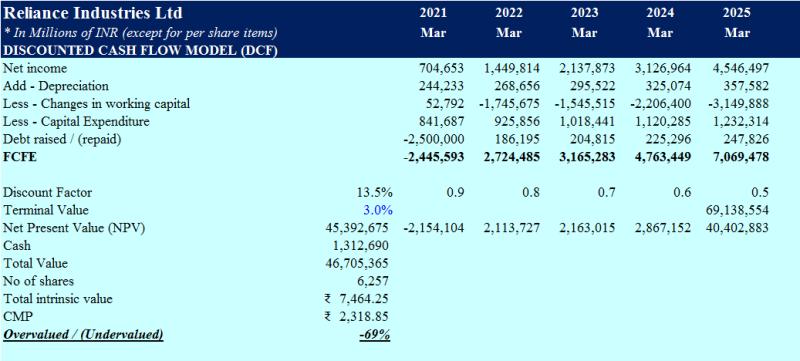 Reliance Industries Ltd 2021 2022 2023 2024 2025
* In Millions of INR (except for per share items) Mar Mar Mar Mar Mar
DISCOUNTED CASH FLOW MODEL (DCF)
Net income 704,653 1,449,814 2,137,873 3,126,964 4,546,497
Add - Depreciation 244,233 268,656 295,522 325,074 357,582
Less - Changes in working capital 52,792 -1,745,675 -1,545,515 -2,206,400 -3,149,888
Less - Capital Expenditure 841,687 925,856 1,018,441 1,120,285 1,232,314
Debt raised / (repaid) -2,500,000 186,195 204,815 225,296 247,826
FCFE -2,445,593 2,724,485 3,165,283 4,763,449 7,069,478
Discount Factor 13.5% 0.9 0.8 0.7 0.6 0.5
Terminal Value 3.0% 69,138,554
Net Present Value (NPV) 45,392,675 -2,154,104 2,113,727 2,163,015 2,867,152 40,402,883
Cash 1,312,690
Total Value 46,705,365
No of shares 6,257
Total intrinsic value ₹ 7,464.25
CMP ₹ 2,318.85
Overvalued / (Undervalued) -69%